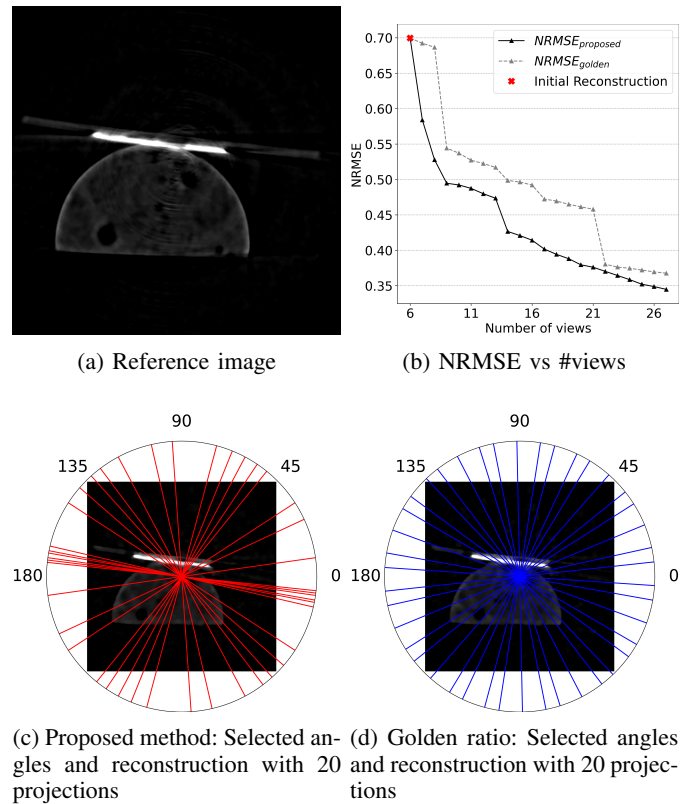 (a) Reference image
0.70
0.65
0.60
0.55
0.50
0.45
0.40
0.35
NRMSE
6
11
16
21
26
Number of views
NRMSE_proposed
NRMSE_golden
Initial Reconstruction
(b) NRMSE vs #views
90
135
45
180
0
(c) Proposed method: Selected an-
gles and reconstruction with 20
projections
90
135
45
180
0
(d) Golden ratio: Selected angles
and reconstruction with 20 projec-
tions